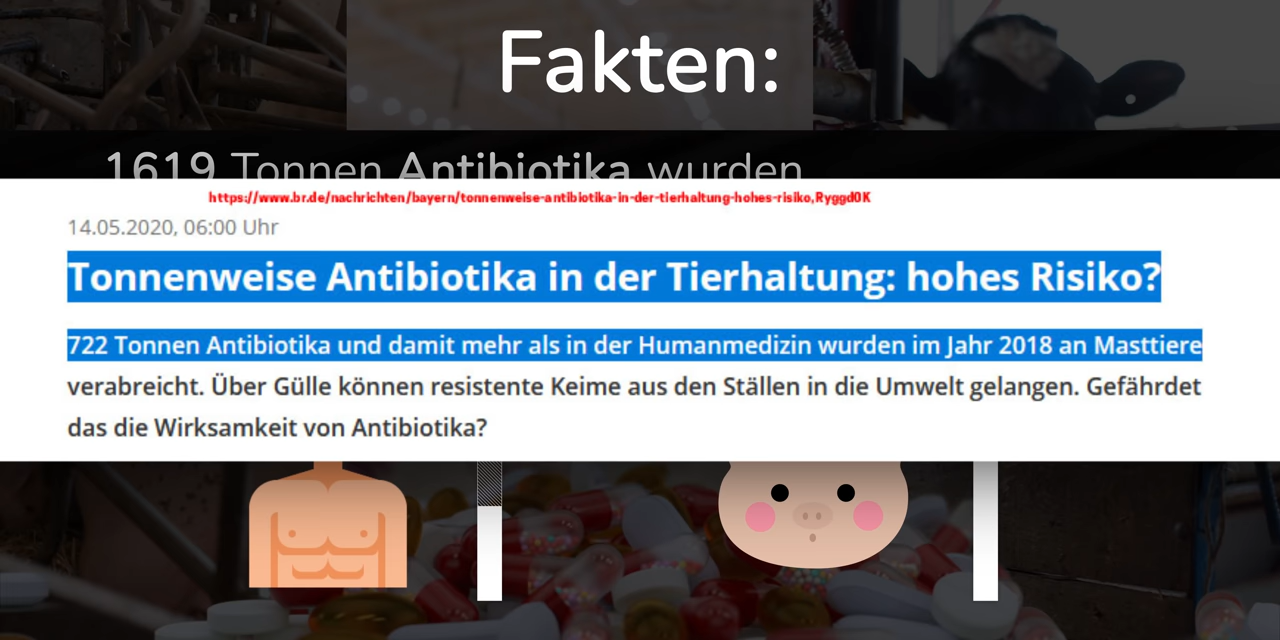 Fakten:
1619 Tonnen Antibiotika wurden
https://www.br.de/nachrichten/bayern/tonnenweise-antibiotika-in-der-tierhaltung-hohes-risiko,RyggdOK
14.05.2020, 06:00 Uhr
Tonnenweise Antibiotika in der Tierhaltung: hohes Risiko?
722 Tonnen Antibiotika und damit mehr als in der Humanmedizin wurden im Jahr 2018 an Masttiere
verabreicht. Über Gülle können resistente Keime aus den Ställen in die Umwelt gelangen. Gefährdet
das die Wirksamkeit von Antibiotika?